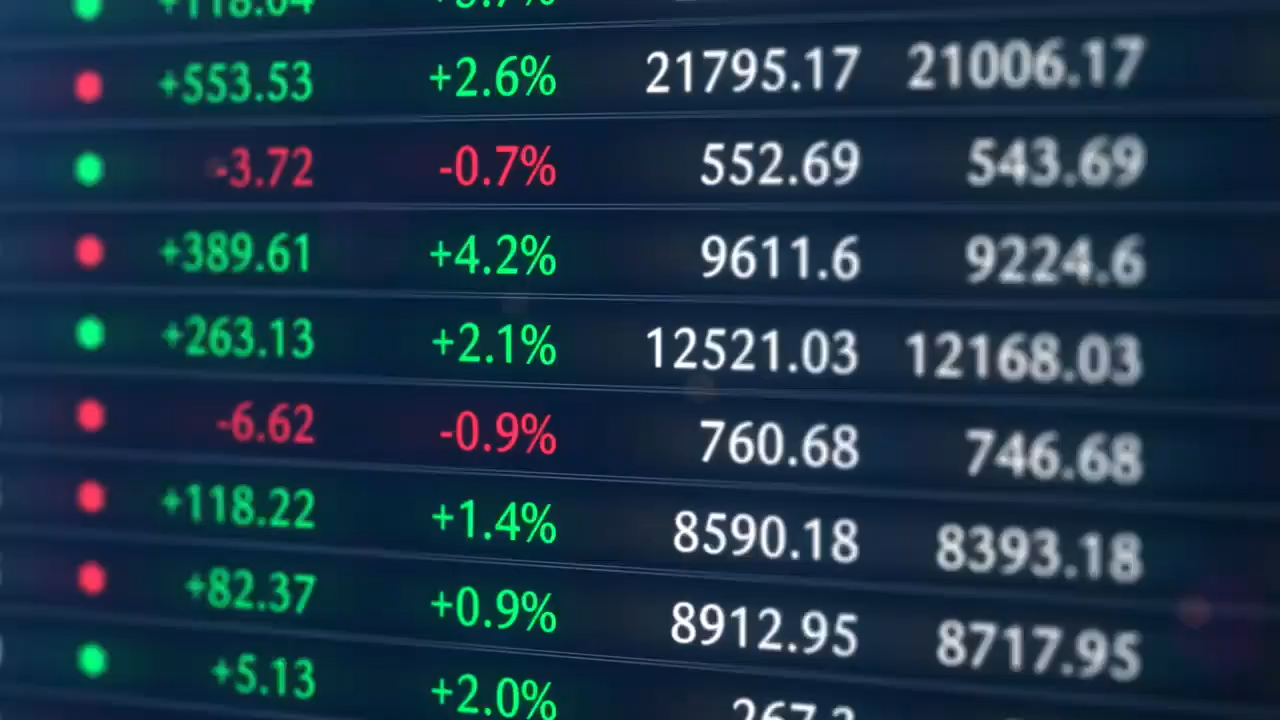 +553.53 +2.6% 21795.17 21006.17
-3.72 -0.7% 552.69 543.69
+389.61 +4.2% 9611.6 9224.6
+263.13 +2.1% 12521.03 12168.03
-6.62 -0.9% 760.68 746.68
+118.22 +1.4% 8590.18 8393.18
+82.37 +0.9% 8912.95 8717.95
+5.13 +2.0%